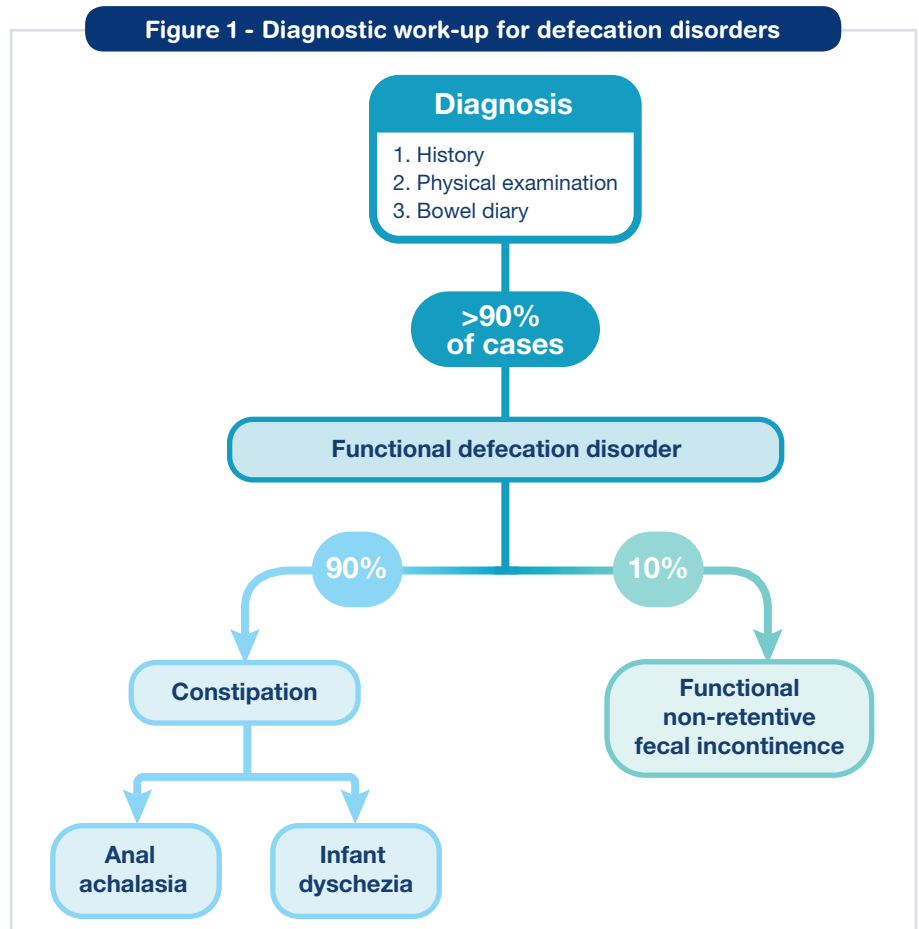 Figure 1 - Diagnostic work-up for defecation disorders
Diagnosis
1. History
2. Physical examination
3. Bowel diary
>90%
of cases
Functional defecation disorder
90%
10%
Constipation
Functional
non-retentive
fecal incontinence
Anal
achalasia
Infant
dyschezia